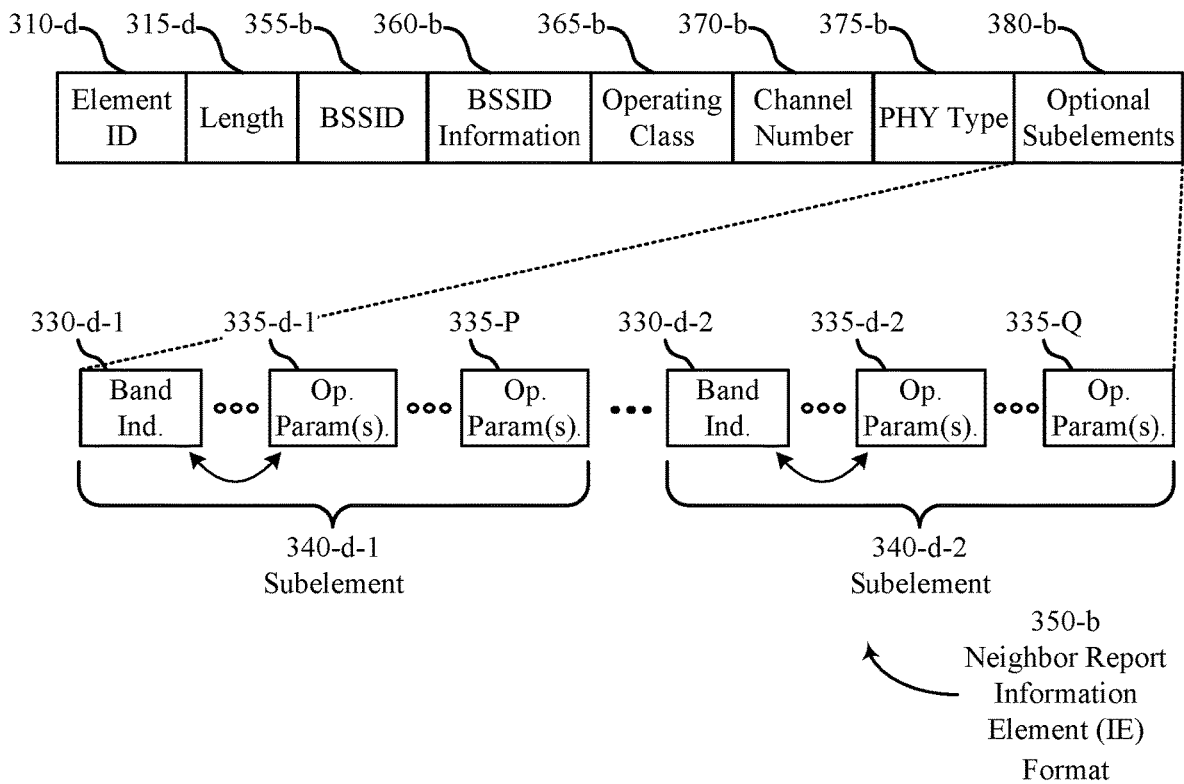 310-d 315-d 355-b 360-b 365-b 370-b 375-b 380-b
Element ID
Length
BSSID
BSSID Information
Operating Class
Channel Number
PHY Type
Optional Subelements
330-d-1 335-d-1 335-P 330-d-2 335-d-2 335-Q
Band Ind.
Op. Param(s).
Op. Param(s).
Band Ind.
Op. Param(s).
Op. Param(s).
340-d-1
Subelement
340-d-2
Subelement
350-b
Neighbor Report
Information
Element (IE)
Format